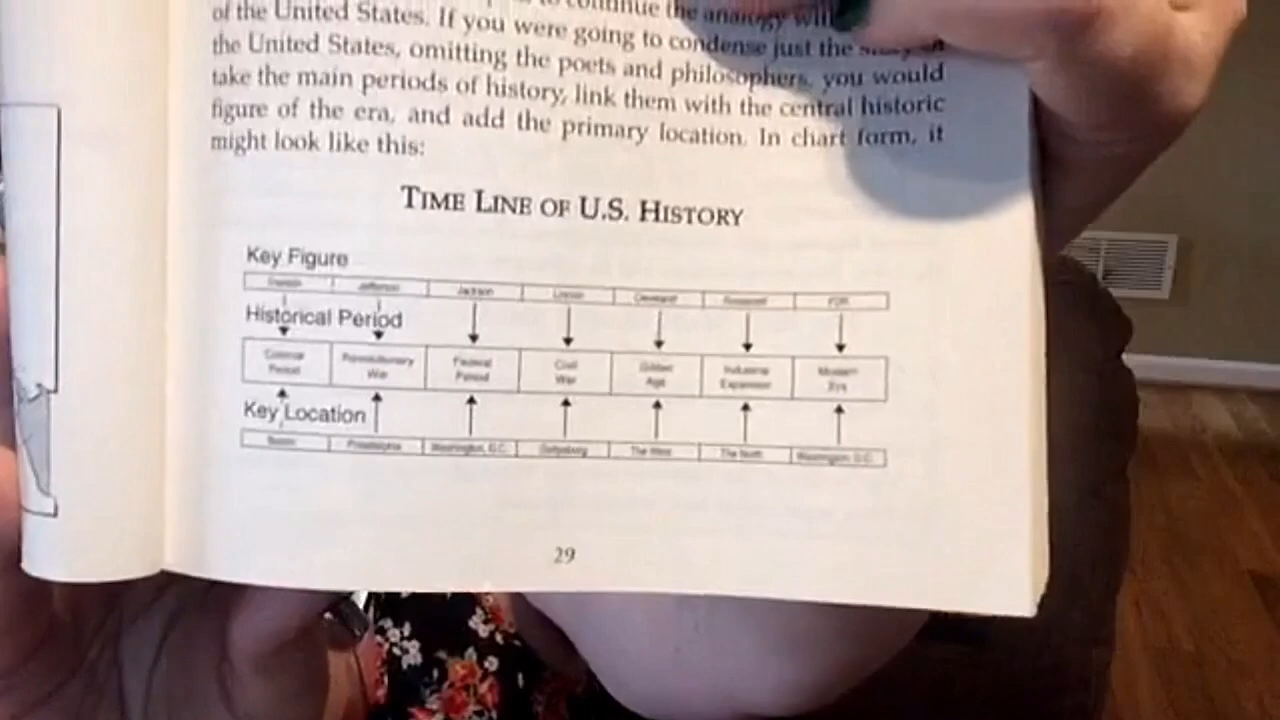 continue the analogy
of the United States. If you were going to condense just the
the United States, omitting the poets and philosophers, you would
take the main periods of history, link them with the central historic
figure of the era, and add the primary location. In chart form, it
might look like this:
TIME LINE OF U.S. HISTORY
Key Figure
Franklin Jefferson Jackson Lincoln Cleveland Roosevelt FDR
Historical Period
Colonial Revolutionary Federal Civil Gilded Industrial Modern
Period War Period War Age Expansion Era
Key Location
Boston Philadelphia Washington, D.C. Gettysburg The West The North Washington, D.C.
29